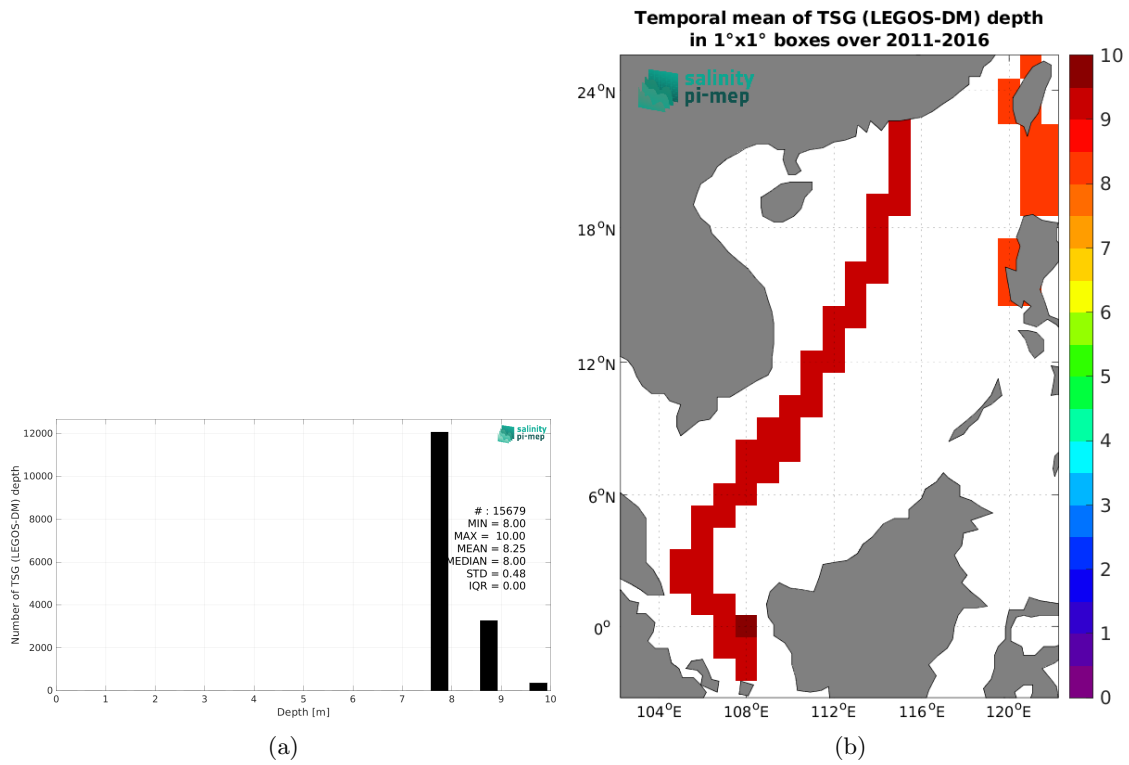 Temporal mean of TSG (LEGOS-DM) depth
in 1°x1° boxes over 2011-2016
salinity
pi-mep
24°N
18°N
12°N
6°N
0°
104°E
108°E
112°E
116°E
120°E
10
9
8
7
6
5
4
3
2
1
0
salinity
pi-mep
Number of TSG (LEGOS-DM) depth
12000
10000
8000
6000
4000
2000
0
# : 15679
MIN = 8.00
MAX = 10.00
MEAN = 8.25
MEDIAN = 8.00
STD = 0.48
IQR = 0.00
0 1 2 3 4 5 6 7 8 9 10
Depth [m]
(a)
(b)